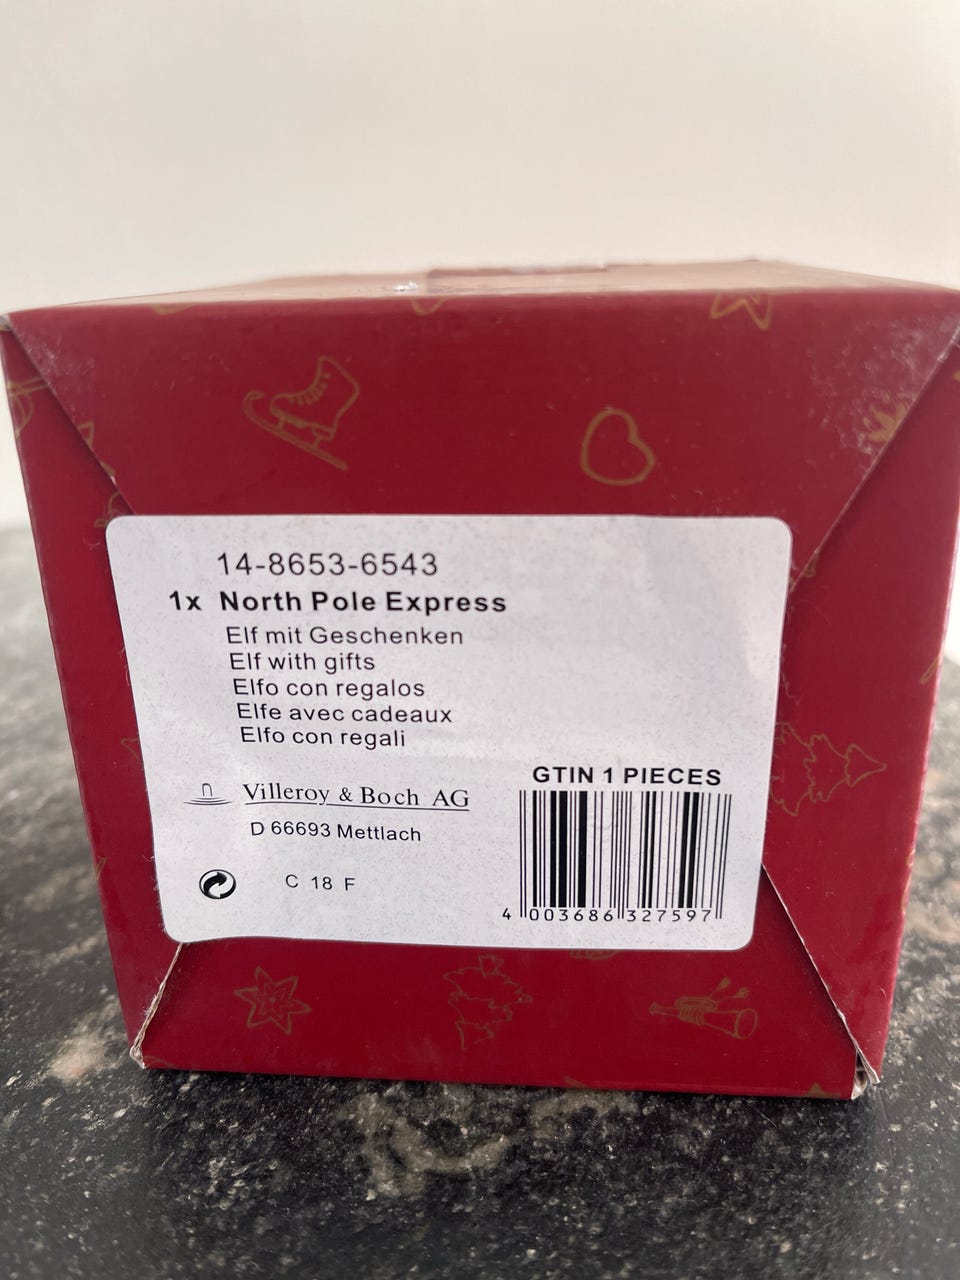 14-8653-6543
1x North Pole Express
Elf mit Geschenken
Elf with gifts
Elfo con regalos
Elfe avec cadeaux
Elfo con regali
Villeroy & Boch AG
D 66693 Mettlach
C 18 F
GTIN 1 PIECES
4 003686 327597